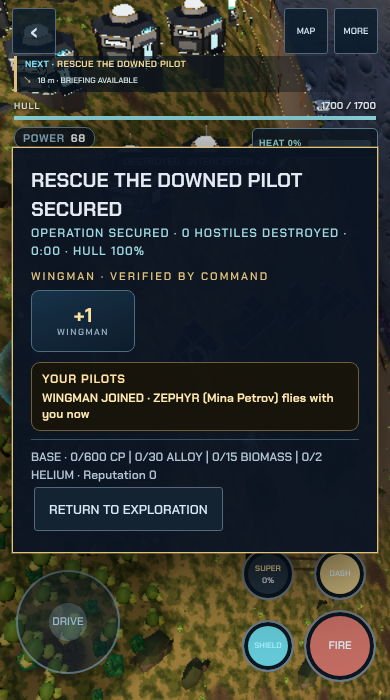 MAP
MORE
NEXT · RESCUE THE DOWNED PILOT
18 m · BRIEFING AVAILABLE
HULL
1700 / 1700
POWER 68
HEAT 0%
RESCUE THE DOWNED PILOT
SECURED
OPERATION SECURED · 0 HOSTILES DESTROYED ·
0:00 · HULL 100%
WINGMAN · VERIFIED BY COMMAND
+1
WINGMAN
YOUR PILOTS
WINGMAN JOINED · ZEPHYR (Mina Petrov) flies with
you now
BASE · 0/600 CP | 0/30 ALLOY | 0/15 BIOMASS | 0/2
HELIUM · Reputation 0
RETURN TO EXPLORATION
SUPER
0%
DASH
DRIVE
SHIELD
FIRE